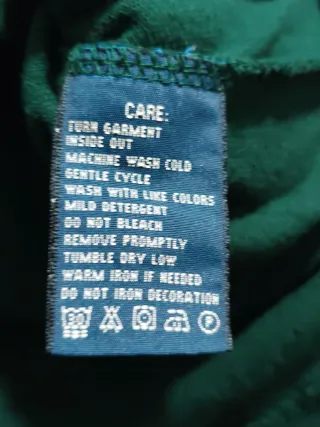 CARE:
TURN GARMENT
INSIDE OUT
MACHINE WASH COLD
GENTLE CYCLE
WASH WITH LIKE COLORS
MILD DETERGENT
DO NOT BLEACH
REMOVE PROMPTLY
TUMBLE DRY LOW
WARM IRON IF NEEDED
DO NOT IRON DECORATION
30 P